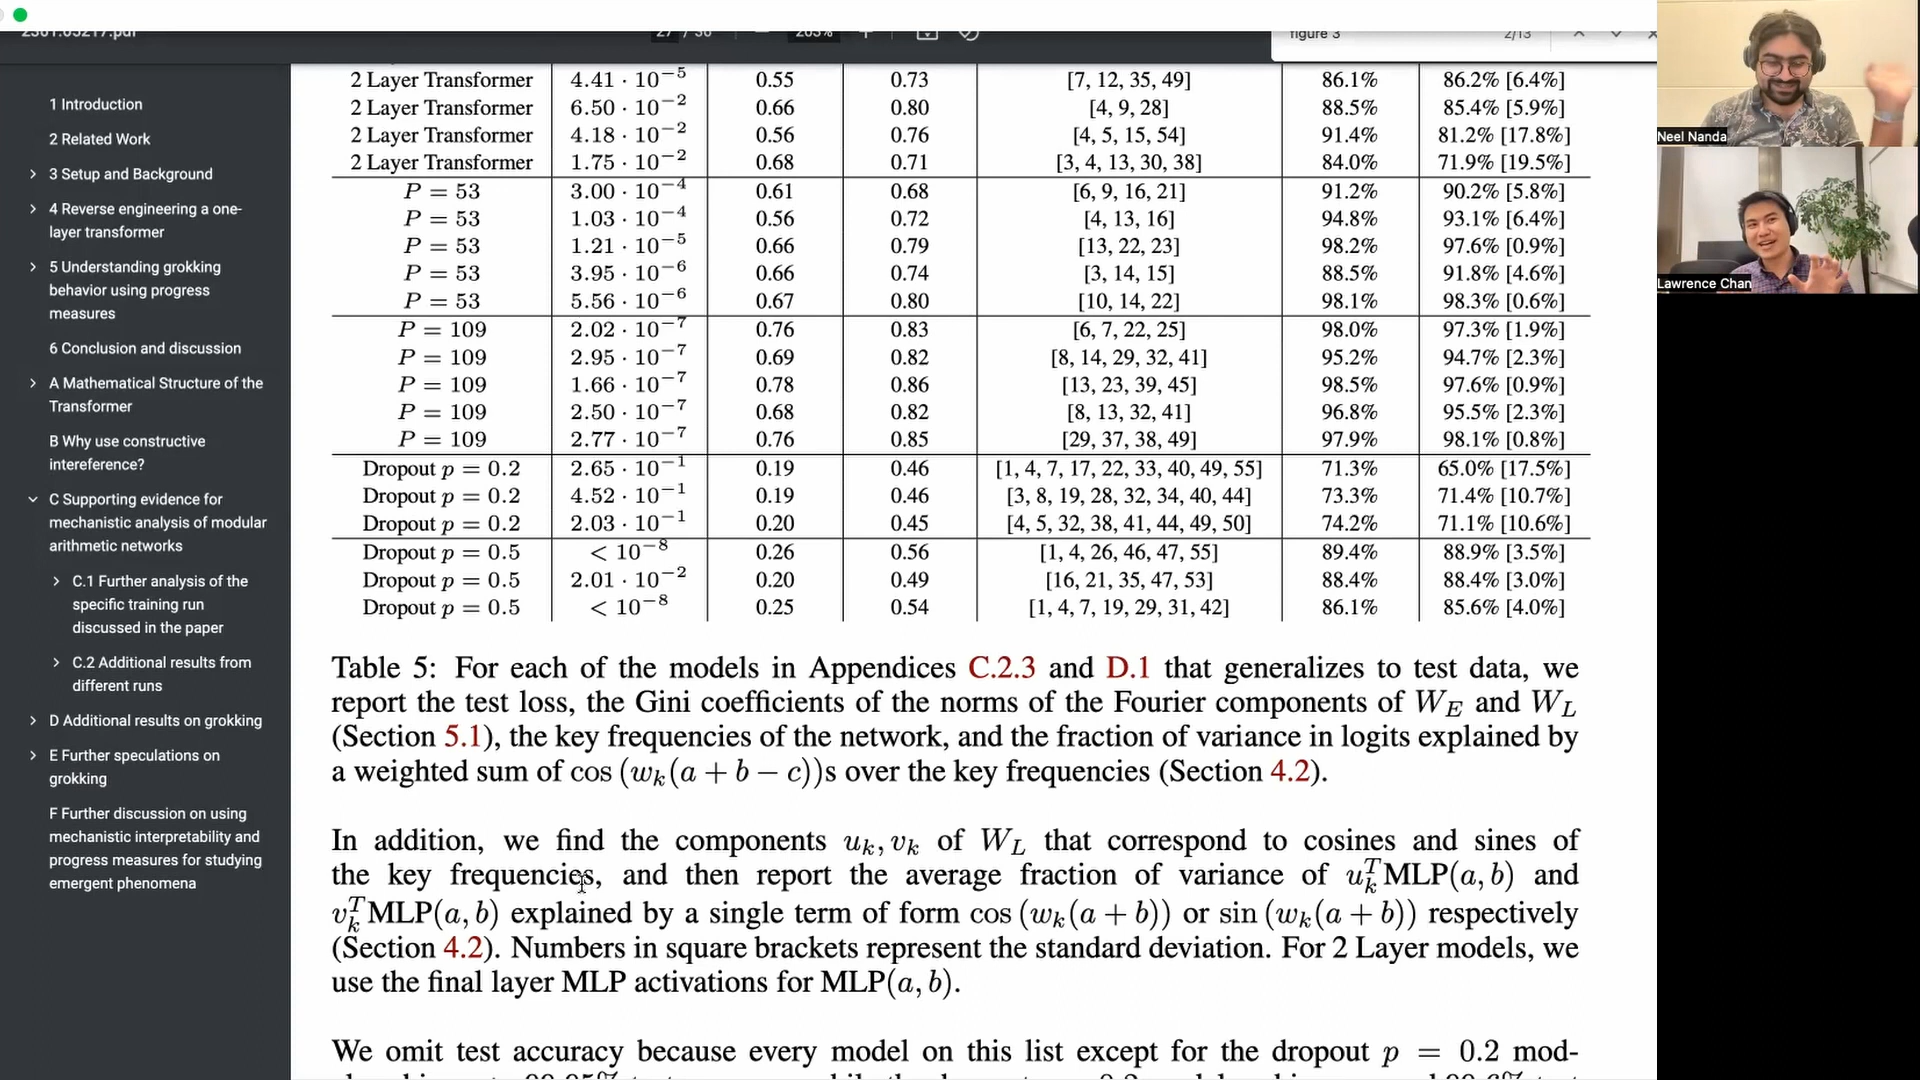 2301.05217.pdf 27 / 36 203% figure 3 2/13
1 Introduction
2 Related Work
3 Setup and Background
4 Reverse engineering a one-
layer transformer
5 Understanding grokking
behavior using progress
measures
6 Conclusion and discussion
A Mathematical Structure of the
Transformer
B Why use constructive
intereference?
C Supporting evidence for
mechanistic analysis of modular
arithmetic networks
C.1 Further analysis of the
specific training run
discussed in the paper
C.2 Additional results from
different runs
D Additional results on grokking
E Further speculations on
grokking
F Further discussion on using
mechanistic interpretability and
progress measures for studying
emergent phenomena
2 Layer Transformer 4.41 · 10⁻⁵ 0.55 0.73 [7, 12, 35, 49] 86.1% 86.2% [6.4%]
2 Layer Transformer 6.50 · 10⁻² 0.66 0.80 [4, 9, 28] 88.5% 85.4% [5.9%]
2 Layer Transformer 4.18 · 10⁻² 0.56 0.76 [4, 5, 15, 54] 91.4% 81.2% [17.8%]
2 Layer Transformer 1.75 · 10⁻² 0.68 0.71 [3, 4, 13, 30, 38] 84.0% 71.9% [19.5%]
P = 53 3.00 · 10⁻⁴ 0.61 0.68 [6, 9, 16, 21] 91.2% 90.2% [5.8%]
P = 53 1.03 · 10⁻⁴ 0.56 0.72 [4, 13, 16] 94.8% 93.1% [6.4%]
P = 53 1.21 · 10⁻⁵ 0.66 0.79 [13, 22, 23] 98.2% 97.6% [0.9%]
P = 53 3.95 · 10⁻⁶ 0.66 0.74 [3, 14, 15] 88.5% 91.8% [4.6%]
P = 53 5.56 · 10⁻⁶ 0.67 0.80 [10, 14, 22] 98.1% 98.3% [0.6%]
P = 109 2.02 · 10⁻⁷ 0.76 0.83 [6, 7, 22, 25] 98.0% 97.3% [1.9%]
P = 109 2.95 · 10⁻⁷ 0.69 0.82 [8, 14, 29, 32, 41] 95.2% 94.7% [2.3%]
P = 109 1.66 · 10⁻⁷ 0.78 0.86 [13, 23, 39, 45] 98.5% 97.6% [0.9%]
P = 109 2.50 · 10⁻⁷ 0.68 0.82 [8, 13, 32, 41] 96.8% 95.5% [2.3%]
P = 109 2.77 · 10⁻⁷ 0.76 0.85 [29, 37, 38, 49] 97.9% 98.1% [0.8%]
Dropout p = 0.2 2.65 · 10⁻¹ 0.19 0.46 [1, 4, 7, 17, 22, 33, 40, 49, 55] 71.3% 65.0% [17.5%]
Dropout p = 0.2 4.52 · 10⁻¹ 0.19 0.46 [3, 8, 19, 28, 32, 34, 40, 44] 73.3% 71.4% [10.7%]
Dropout p = 0.2 2.03 · 10⁻¹ 0.20 0.45 [4, 5, 32, 38, 41, 44, 49, 50] 74.2% 71.1% [10.6%]
Dropout p = 0.5 < 10⁻⁸ 0.26 0.56 [1, 4, 26, 46, 47, 55] 89.4% 88.9% [3.5%]
Dropout p = 0.5 2.01 · 10⁻² 0.20 0.49 [16, 21, 35, 47, 53] 88.4% 88.4% [3.0%]
Dropout p = 0.5 < 10⁻⁸ 0.25 0.54 [1, 4, 7, 19, 29, 31, 42] 86.1% 85.6% [4.0%]
Table 5: For each of the models in Appendices C.2.3 and D.1 that generalizes to test data, we
report the test loss, the Gini coefficients of the norms of the Fourier components of W_E and W_L
(Section 5.1), the key frequencies of the network, and the fraction of variance in logits explained by
a weighted sum of cos (w_k(a + b − c))s over the key frequencies (Section 4.2).
In addition, we find the components u_k, v_k of W_L that correspond to cosines and sines of
the key frequencies, and then report the average fraction of variance of u_k^T MLP(a, b) and
v_k^T MLP(a, b) explained by a single term of form cos (w_k(a + b)) or sin (w_k(a + b)) respectively
(Section 4.2). Numbers in square brackets represent the standard deviation. For 2 Layer models, we
use the final layer MLP activations for MLP(a, b).
We omit test accuracy because every model on this list except for the dropout p = 0.2 mod-
Neel Nanda
Lawrence Chan